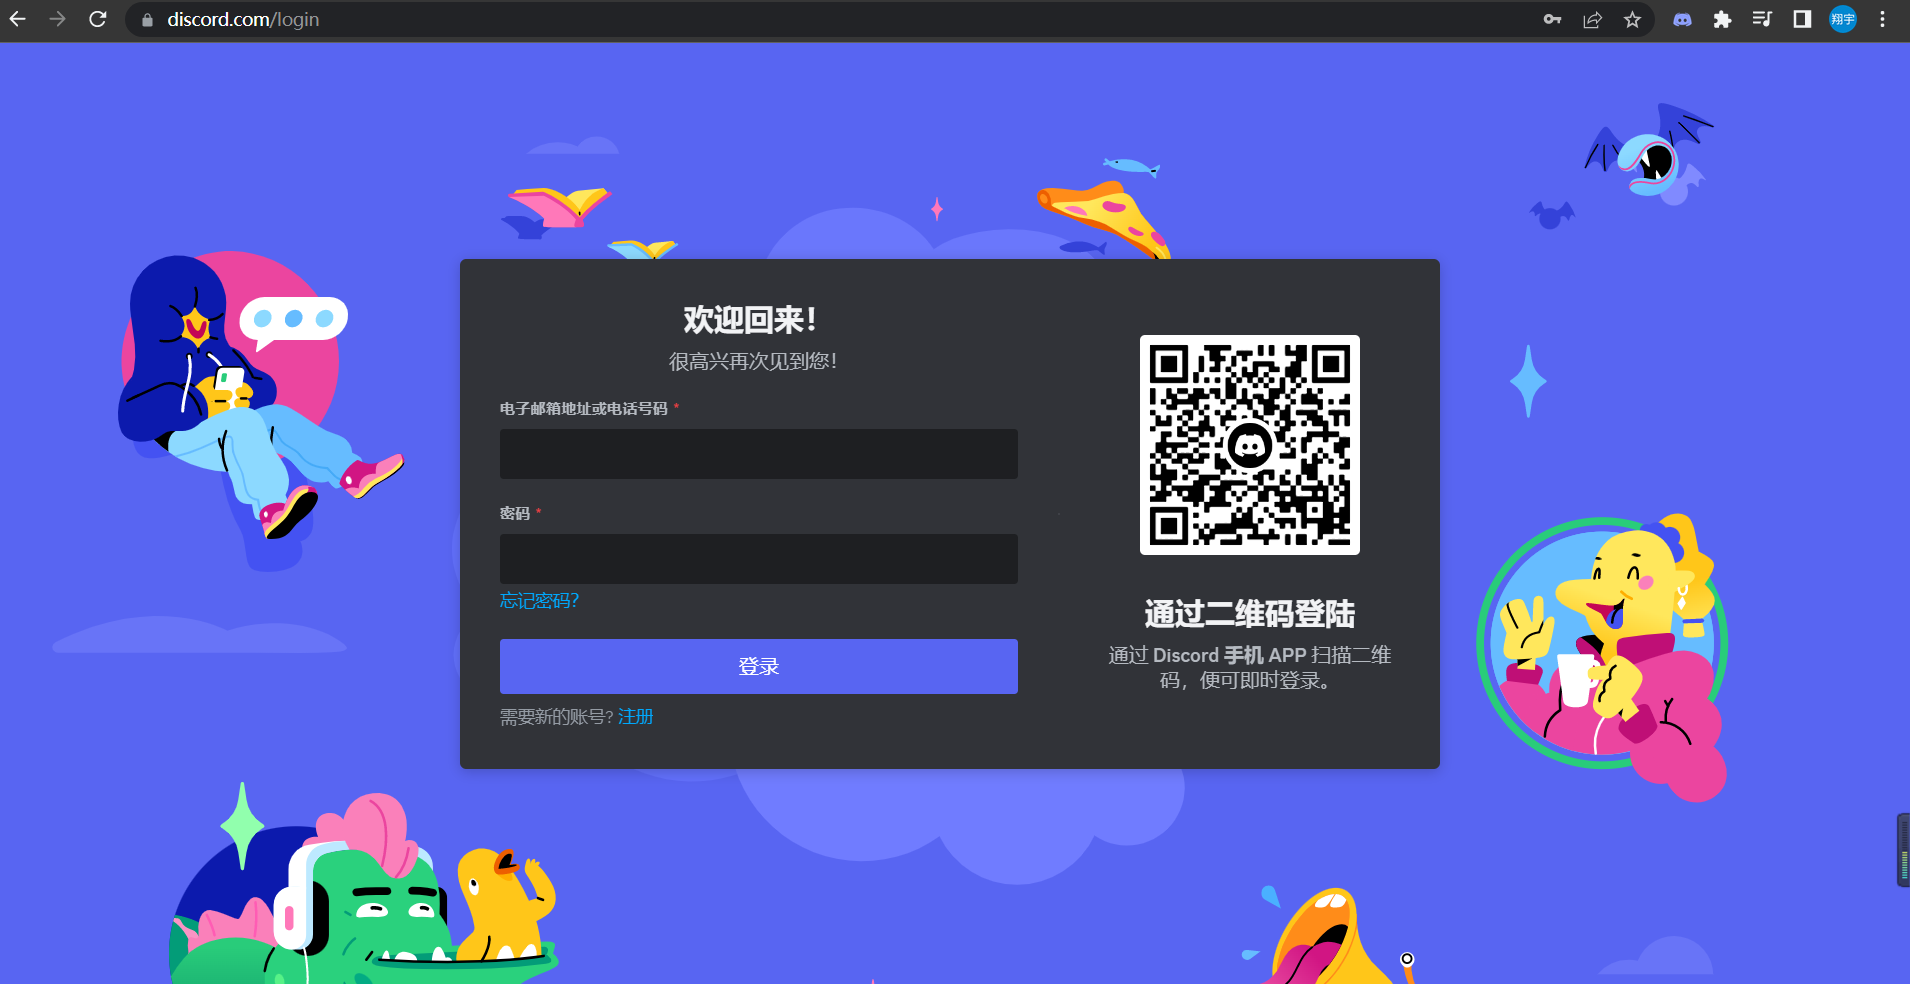 discord.com/login
翔宇
欢迎回来！
很高兴再次见到您！
电子邮箱地址或电话号码 *
密码 *
忘记密码？
登录
需要新的账号? 注册
通过二维码登陆
通过 Discord 手机 APP 扫描二维
码，便可即时登录。